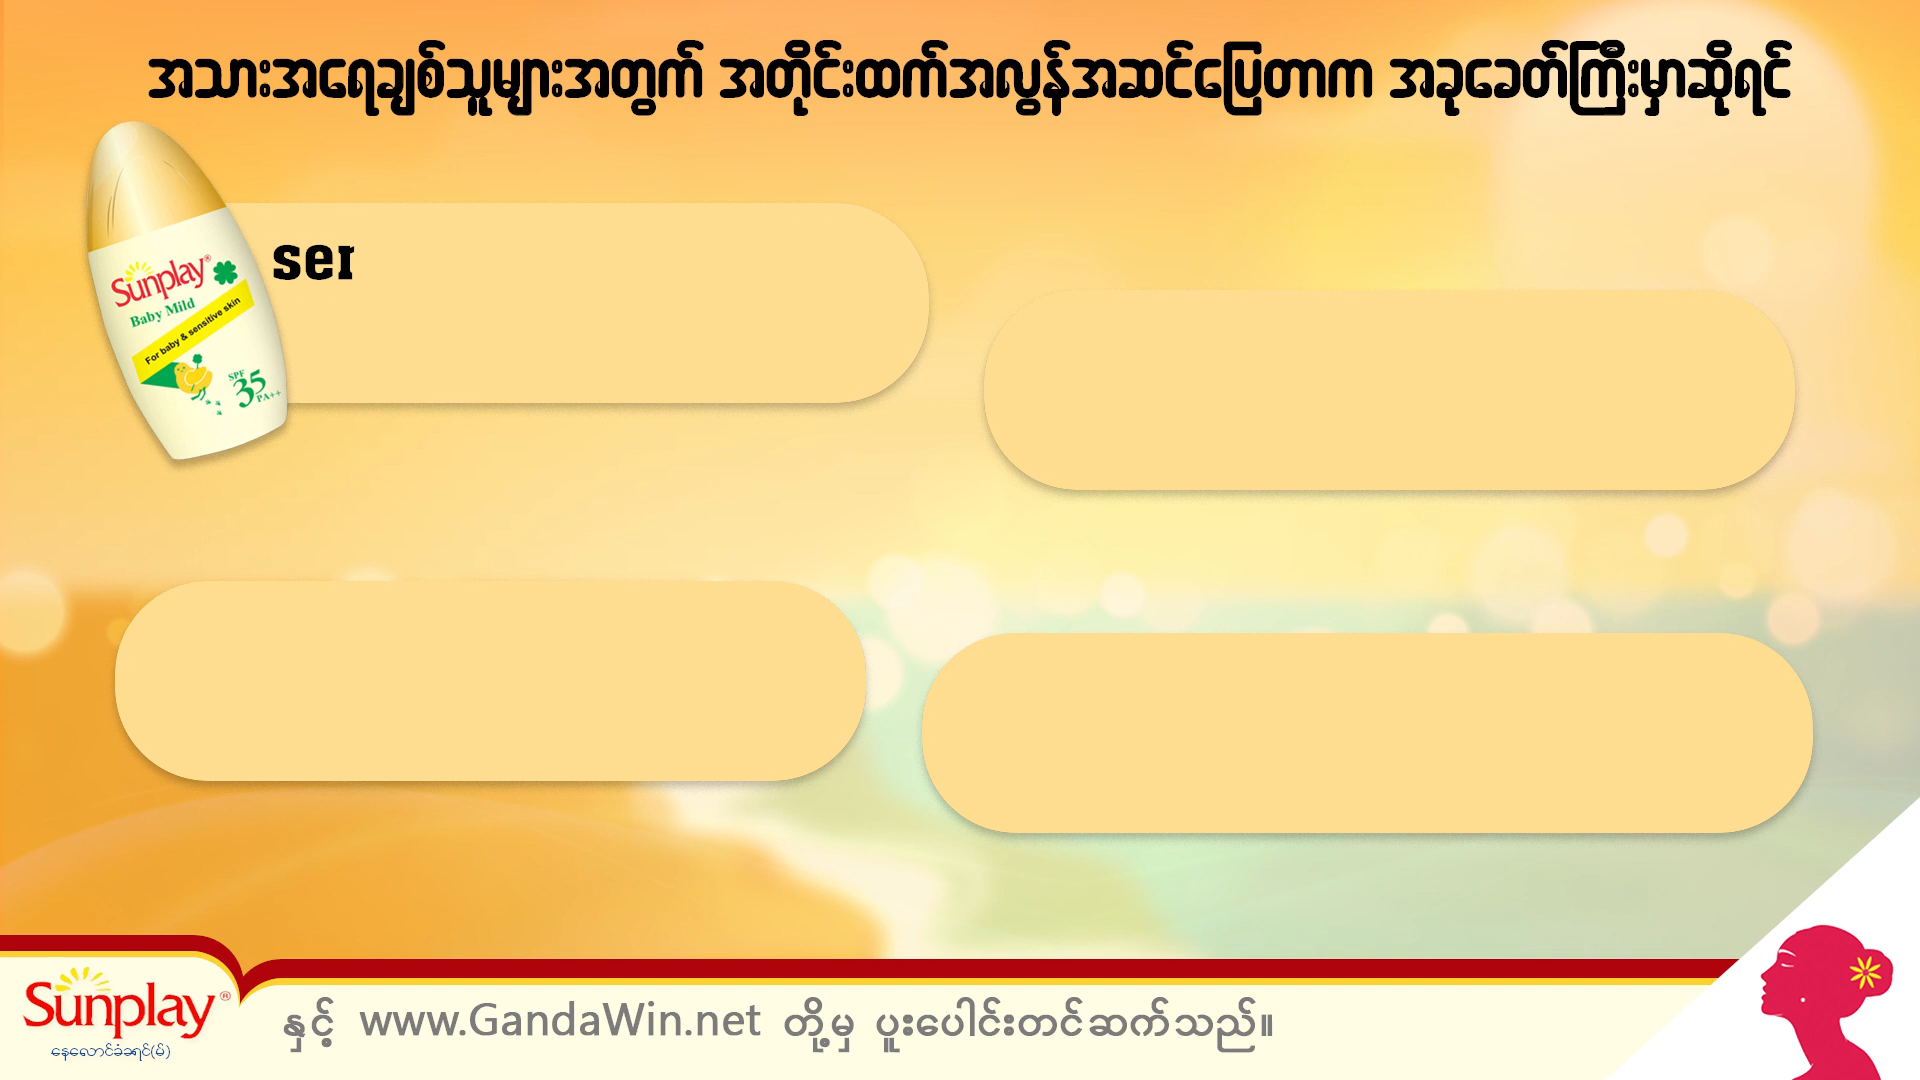 အသားအရေချစ်သူများအတွက် အတိုင်းထက်အလွန်အဆင်ပြေတာက အခုခေတ်ကြီးမှာဆိုရင်
Sunplay®
Baby Mild
For baby & sensitive skin
SPF
35
PA++
Sunplay®
နေလောင်ခံခရင်(မ်)
နှင့် www.GandaWin.net တို့မှ ပူးပေါင်းတင်ဆက်သည်။